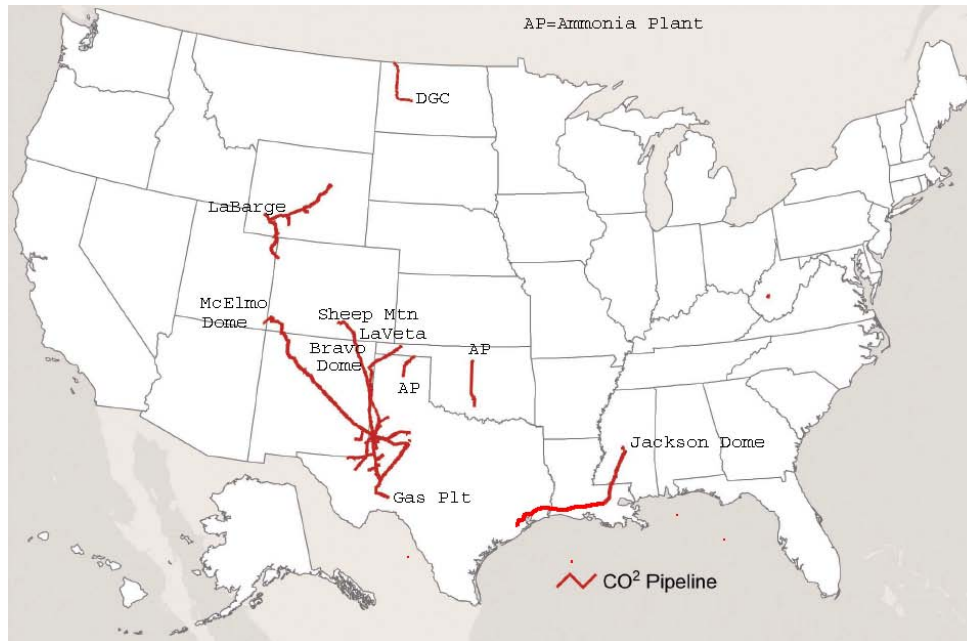 AP=Ammonia Plant
DGC
LaBarge
McElmo
Dome
Sheep Mtn
LaVeta
Bravo
Dome
AP
AP
Jackson Dome
Gas Plt
CO² Pipeline